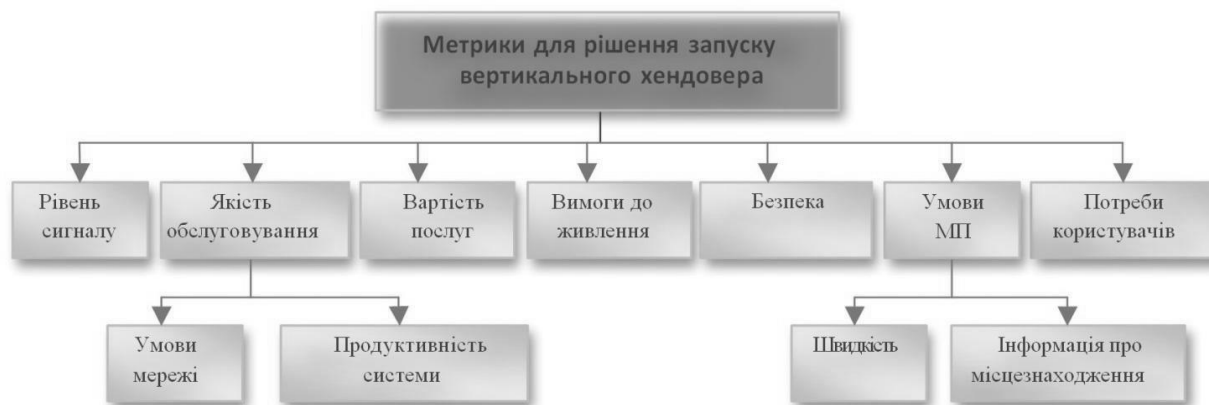 Метрики для рішення запуску
вертикального хендовера
Рівень
сигналу
Якість
обслуговування
Вартість
послуг
Вимоги до
живлення
Безпека
Умови
МП
Потреби
користувачів
Умови
мережі
Продуктивність
системи
Швидкість
Інформація про
місцезнаходження